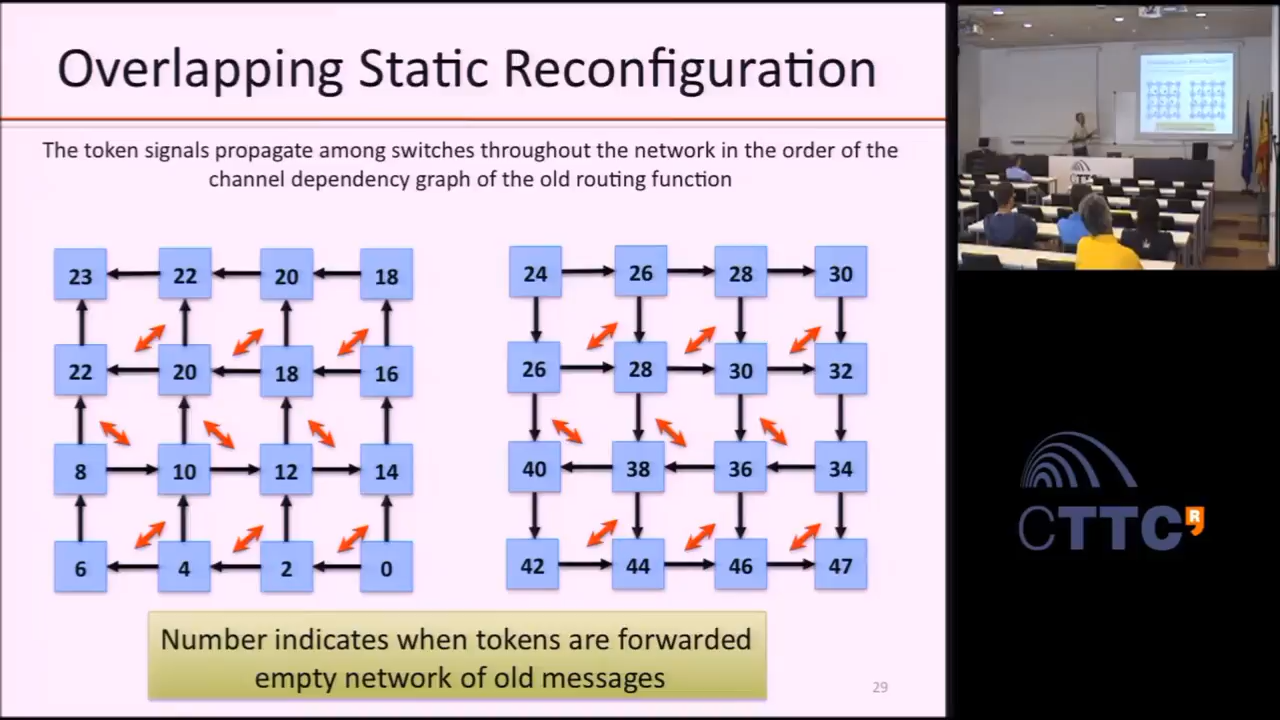 Overlapping Static Reconfiguration
The token signals propagate among switches throughout the network in the order of the
channel dependency graph of the old routing function
23 22 20 18
22 20 18 16
8 10 12 14
6 4 2 0
24 26 28 30
26 28 30 32
40 38 36 34
42 44 46 47
Number indicates when tokens are forwarded
empty network of old messages
29
CTTC
CTTC R